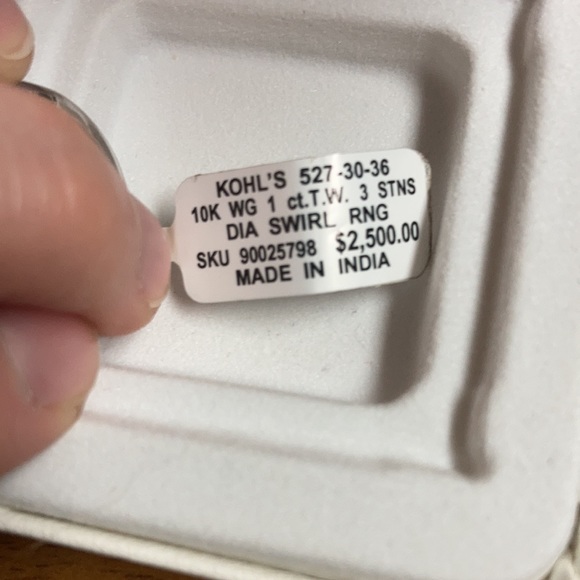 KOHL'S 527-30-36
10K WG 1 ct.T.W. 3 STNS
DIA SWIRL RNG
SKU 90025798 $2,500.00
MADE IN INDIA